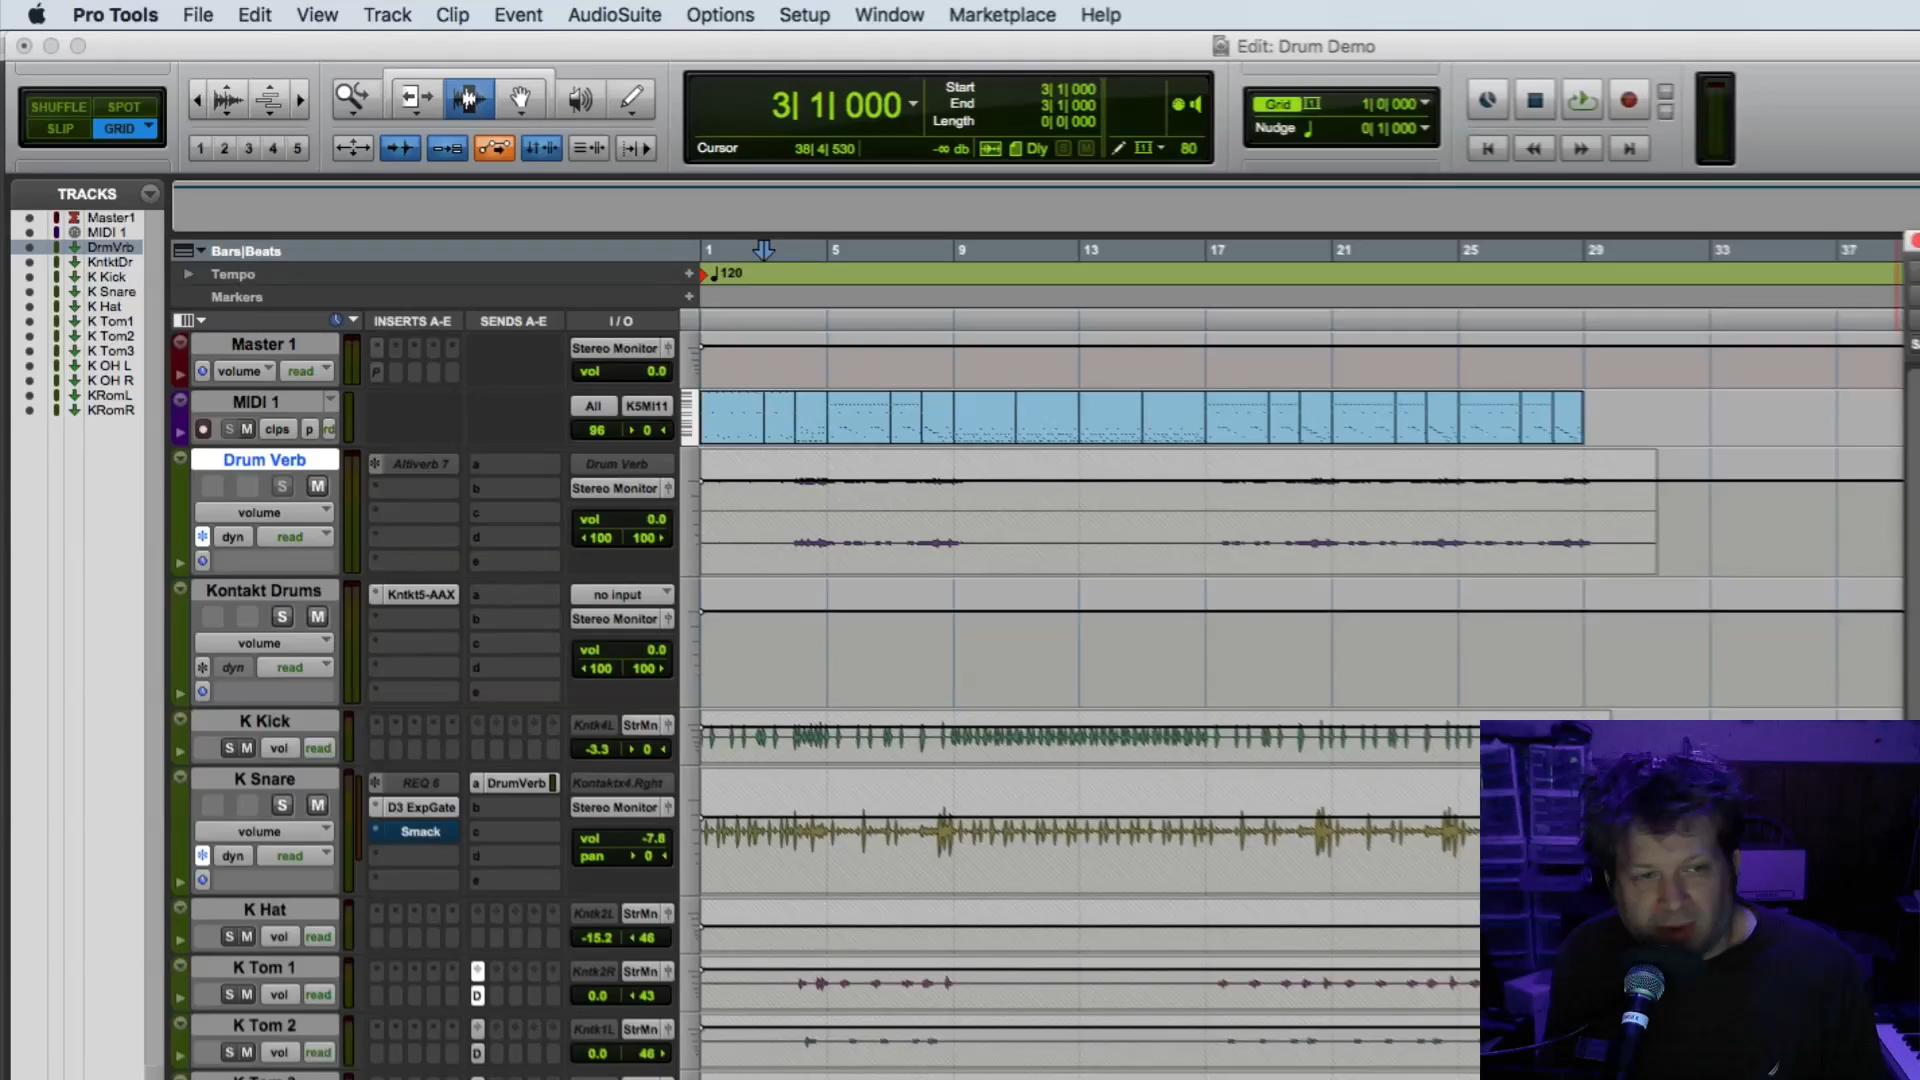 Pro Tools File Edit View Track Clip Event AudioSuite Options Setup Window Marketplace Help
Edit: Drum Demo
SHUFFLE SPOT
SLIP GRID
1 2 3 4 5
3| 1| 000
Start 3| 1| 000
End 3| 1| 000
Length 0| 0| 000
Cursor 38| 4| 530 -∞ db Dly S M 80
Grid 1| 0| 000
Nudge 0| 1| 000
TRACKS
Master1
MIDI 1
DrmVrb
KntktDr
K Kick
K Snare
K Hat
K Tom1
K Tom2
K Tom3
K OH L
K OH R
KRomL
KRomR
Bars|Beats 1 5 9 13 17 21 25 29 33 37
Tempo 120
Markers
INSERTS A-E SENDS A-E I / O
Master 1 Stereo Monitor
volume read P vol 0.0
MIDI 1 All K5MI11
S M clps p rd 96 0
Drum Verb Altiverb 7 a Drum Verb
S M b Stereo Monitor
volume c vol 0.0
dyn read d 100 100
e
Kontakt Drums Kntkt5-AAX a no input
S M b Stereo Monitor
volume c vol 0.0
dyn read d 100 100
e
K Kick Kntk4L StrMn
S M vol read -3.3 0
K Snare REQ 6 a DrumVerb Kontaktx4.Rght
S M D3 ExpGate b Stereo Monitor
volume Smack c vol -7.8
dyn read d pan 0
e
K Hat Kntk2L StrMn
S M vol read -15.2 46
K Tom 1 Kntk2R StrMn
S M vol read D 0.0 43
K Tom 2 Kntk1L StrMn
S M vol read D 0.0 46